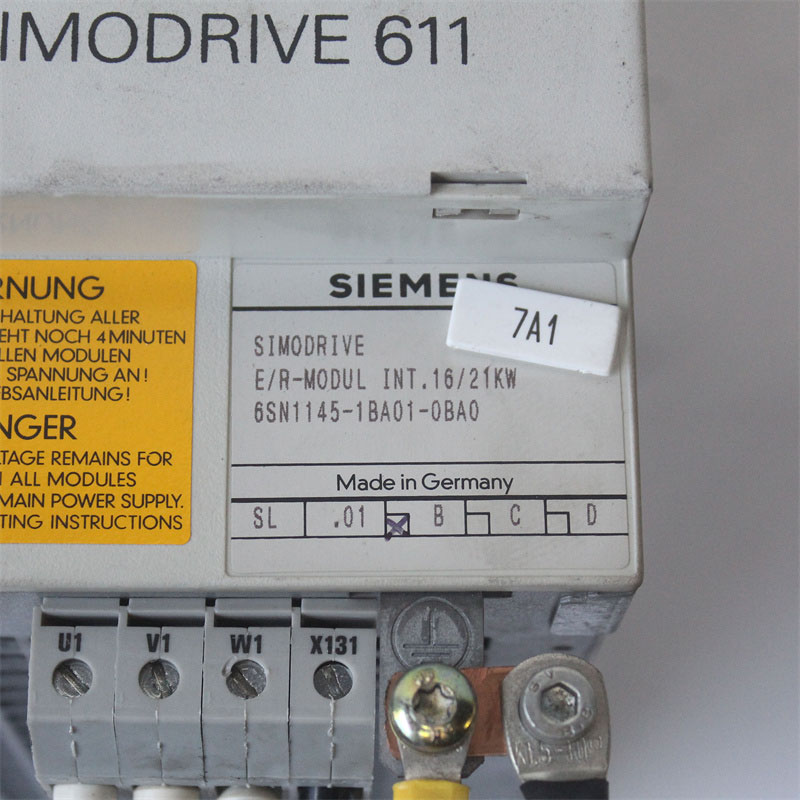 IMODRIVE 611
RNUNG
HALTUNG ALLER
EHT NOCH 4 MINUTEN
LLEN MODULEN
SPANNUNG AN!
BSANLEITUNG!
NGER
LTAGE REMAINS FOR
ALL MODULES
MAIN POWER SUPPLY.
TING INSTRUCTIONS
SIEMENS
7A1
SIMODRIVE
E/R-MODUL INT.16/21KW
6SN1145-1BA01-0BA0
Made in Germany
SL .01 B C D
U1 V1 W1 X131